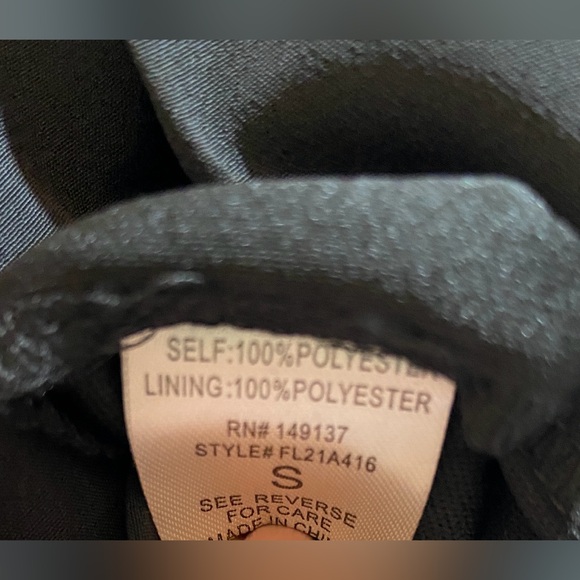 SELF:100%POLYESTER
LINING:100%POLYESTER
RN# 149137
STYLE# FL21A416
S
SEE REVERSE
FOR CARE
MADE IN